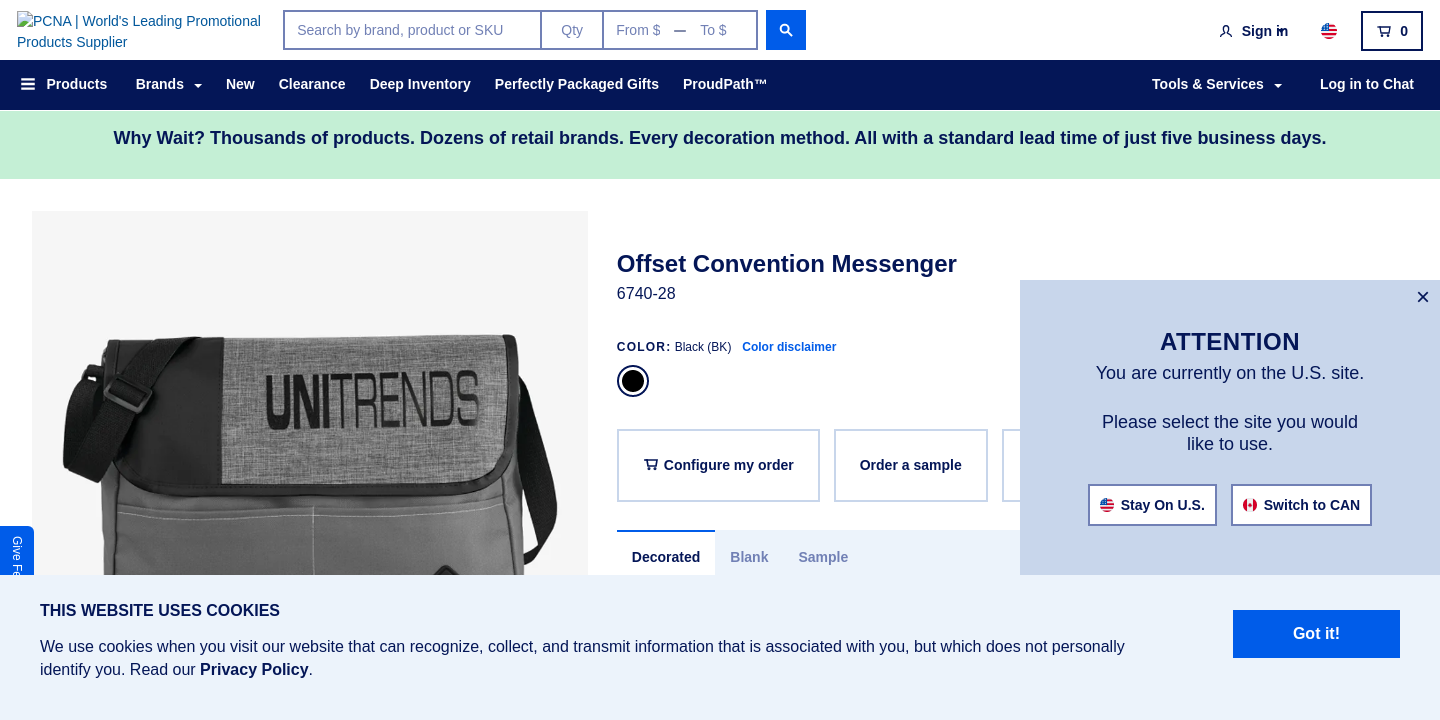 PCNA | World's Leading Promotional
Products Supplier
Search by brand, product or SKU
Qty
From $
To $
Sign in
0
Products
Brands
New
Clearance
Deep Inventory
Perfectly Packaged Gifts
ProudPath™
Tools & Services
Log in to Chat
Why Wait? Thousands of products. Dozens of retail brands. Every decoration method. All with a standard lead time of just five business days.
UNITRENDS
Offset Convention Messenger
6740-28
COLOR: Black (BK) Color disclaimer
Configure my order
Order a sample
Decorated
Blank
Sample
×
ATTENTION
You are currently on the U.S. site.
Please select the site you would
like to use.
Stay On U.S.
Switch to CAN
Give
THIS WEBSITE USES COOKIES
We use cookies when you visit our website that can recognize, collect, and transmit information that is associated with you, but which does not personally
identify you. Read our Privacy Policy.
Got it!